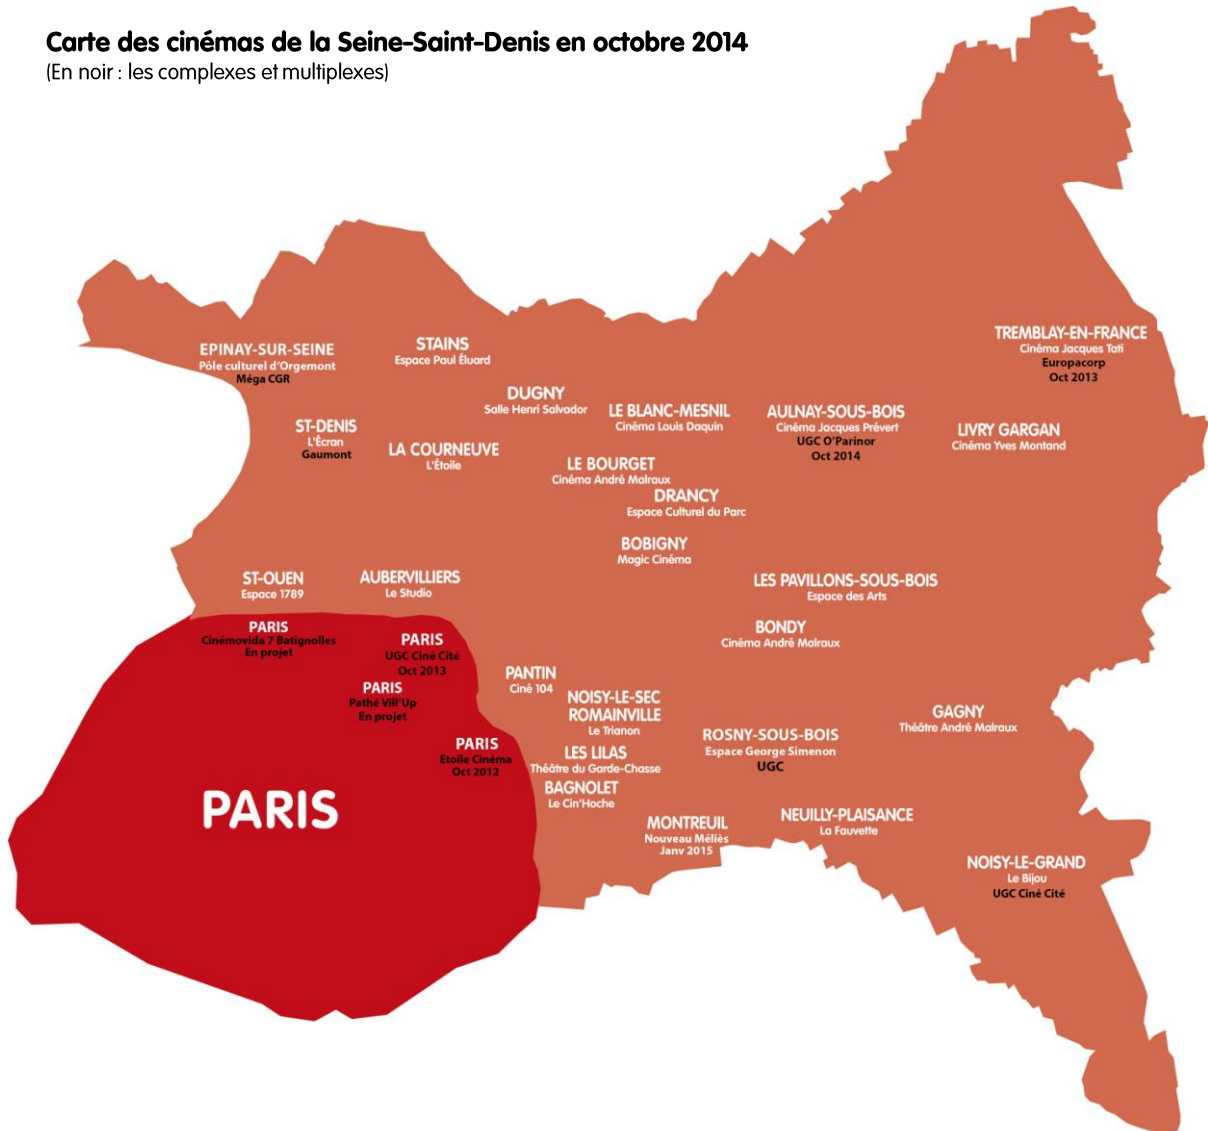 Carte des cinémas de la Seine-Saint-Denis en octobre 2014
(En noir : les complexes et multiplexes)
EPINAY-SUR-SEINE
Pôle culturel d'Orgemont
Méga CGR
STAINS
Espace Paul Éluard
TREMBLAY-EN-FRANCE
Cinéma Jacques Tati
Europacorp
Oct 2013
DUGNY
Salle Henri Salvador
LE BLANC-MESNIL
Cinéma Louis Daquin
AULNAY-SOUS-BOIS
Cinéma Jacques Prévert
UGC O'Parinor
Oct 2014
LIVRY GARGAN
Cinéma Yves Montand
ST-DENIS
L'Écran
Gaumont
LA COURNEUVE
L'Étoile
LE BOURGET
Cinéma André Malraux
DRANCY
Espace Culturel du Parc
BOBIGNY
Magic Cinéma
ST-OUEN
Espace 1789
AUBERVILLIERS
Le Studio
LES PAVILLONS-SOUS-BOIS
Espace des Arts
BONDY
Cinéma André Malraux
PARIS
Cinémovida 7 Batignolles
En projet
PARIS
UGC Ciné Cité
Oct 2013
PARIS
Pathé Vill'Up
En projet
PANTIN
Ciné 104
NOISY-LE-SEC
ROMAINVILLE
Le Trianon
PARIS
Etoile Cinéma
Oct 2012
LES LILAS
Théâtre du Garde-Chasse
ROSNY-SOUS-BOIS
Espace George Simenon
UGC
GAGNY
Théâtre André Malraux
BAGNOLET
Le Cin'Hoche
PARIS
MONTREUIL
Nouveau Méliès
Janv 2015
NEUILLY-PLAISANCE
La Fauvette
NOISY-LE-GRAND
Le Bijou
UGC Ciné Cité